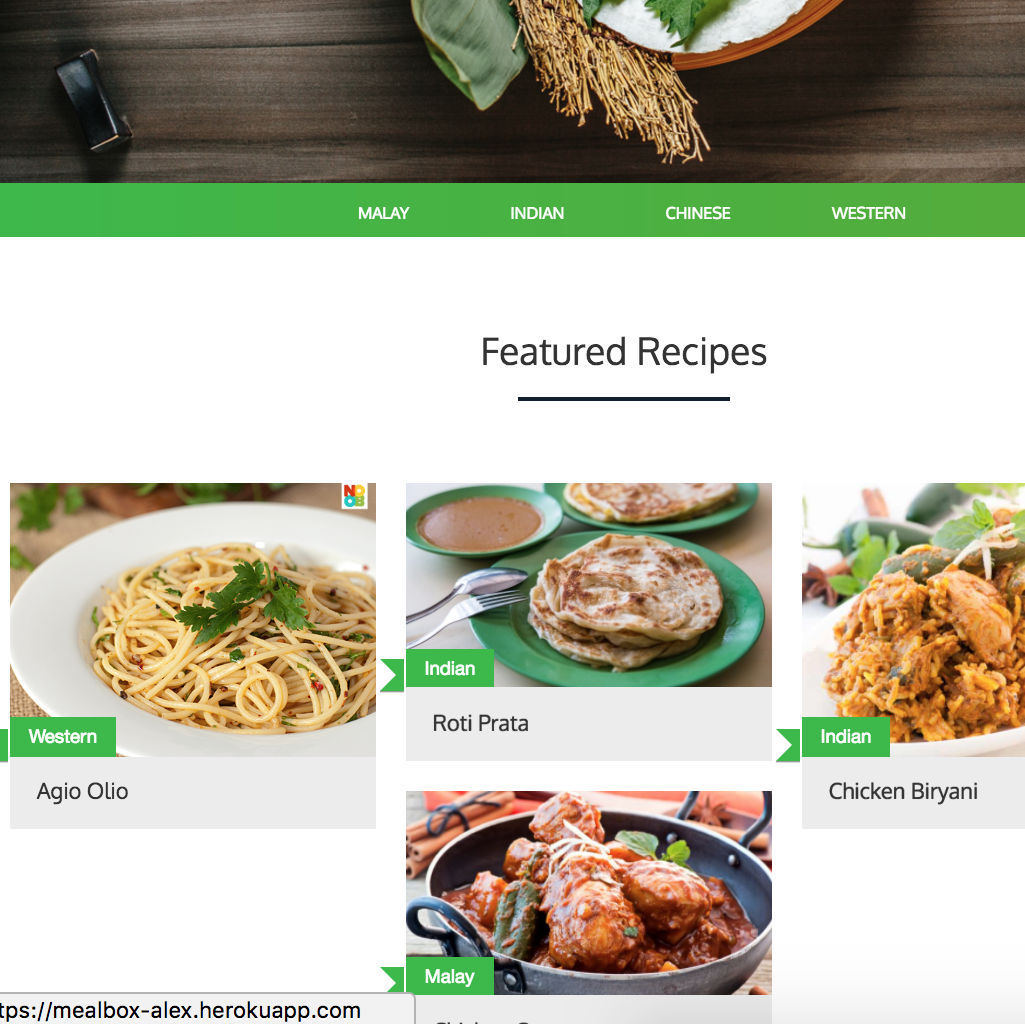 MALAY
INDIAN
CHINESE
WESTERN
Featured Recipes
NOOB
Western
Agio Olio
Indian
Roti Prata
Indian
Chicken Biryani
Malay
tps://mealbox-alex.herokuapp.com